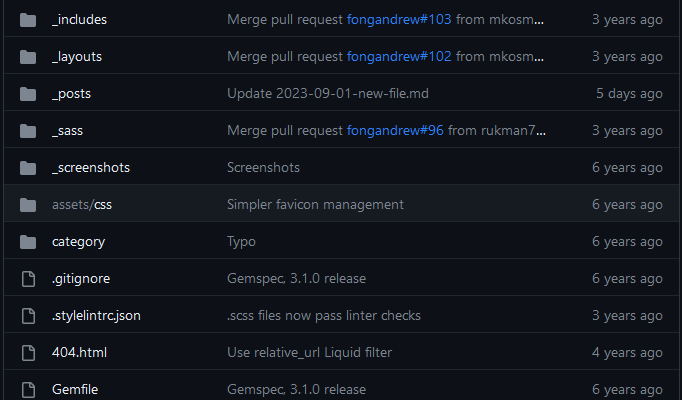 _includes Merge pull request fongandrew#103 from mkosm... 3 years ago
_layouts Merge pull request fongandrew#102 from mkosm... 3 years ago
_posts Update 2023-09-01-new-file.md 5 days ago
_sass Merge pull request fongandrew#96 from rukman7... 3 years ago
_screenshots Screenshots 6 years ago
assets/css Simpler favicon management 6 years ago
category Typo 6 years ago
.gitignore Gemspec, 3.1.0 release 6 years ago
.stylelintrc.json .scss files now pass linter checks 3 years ago
404.html Use relative_url Liquid filter 4 years ago
Gemfile Gemspec, 3.1.0 release 6 years ago